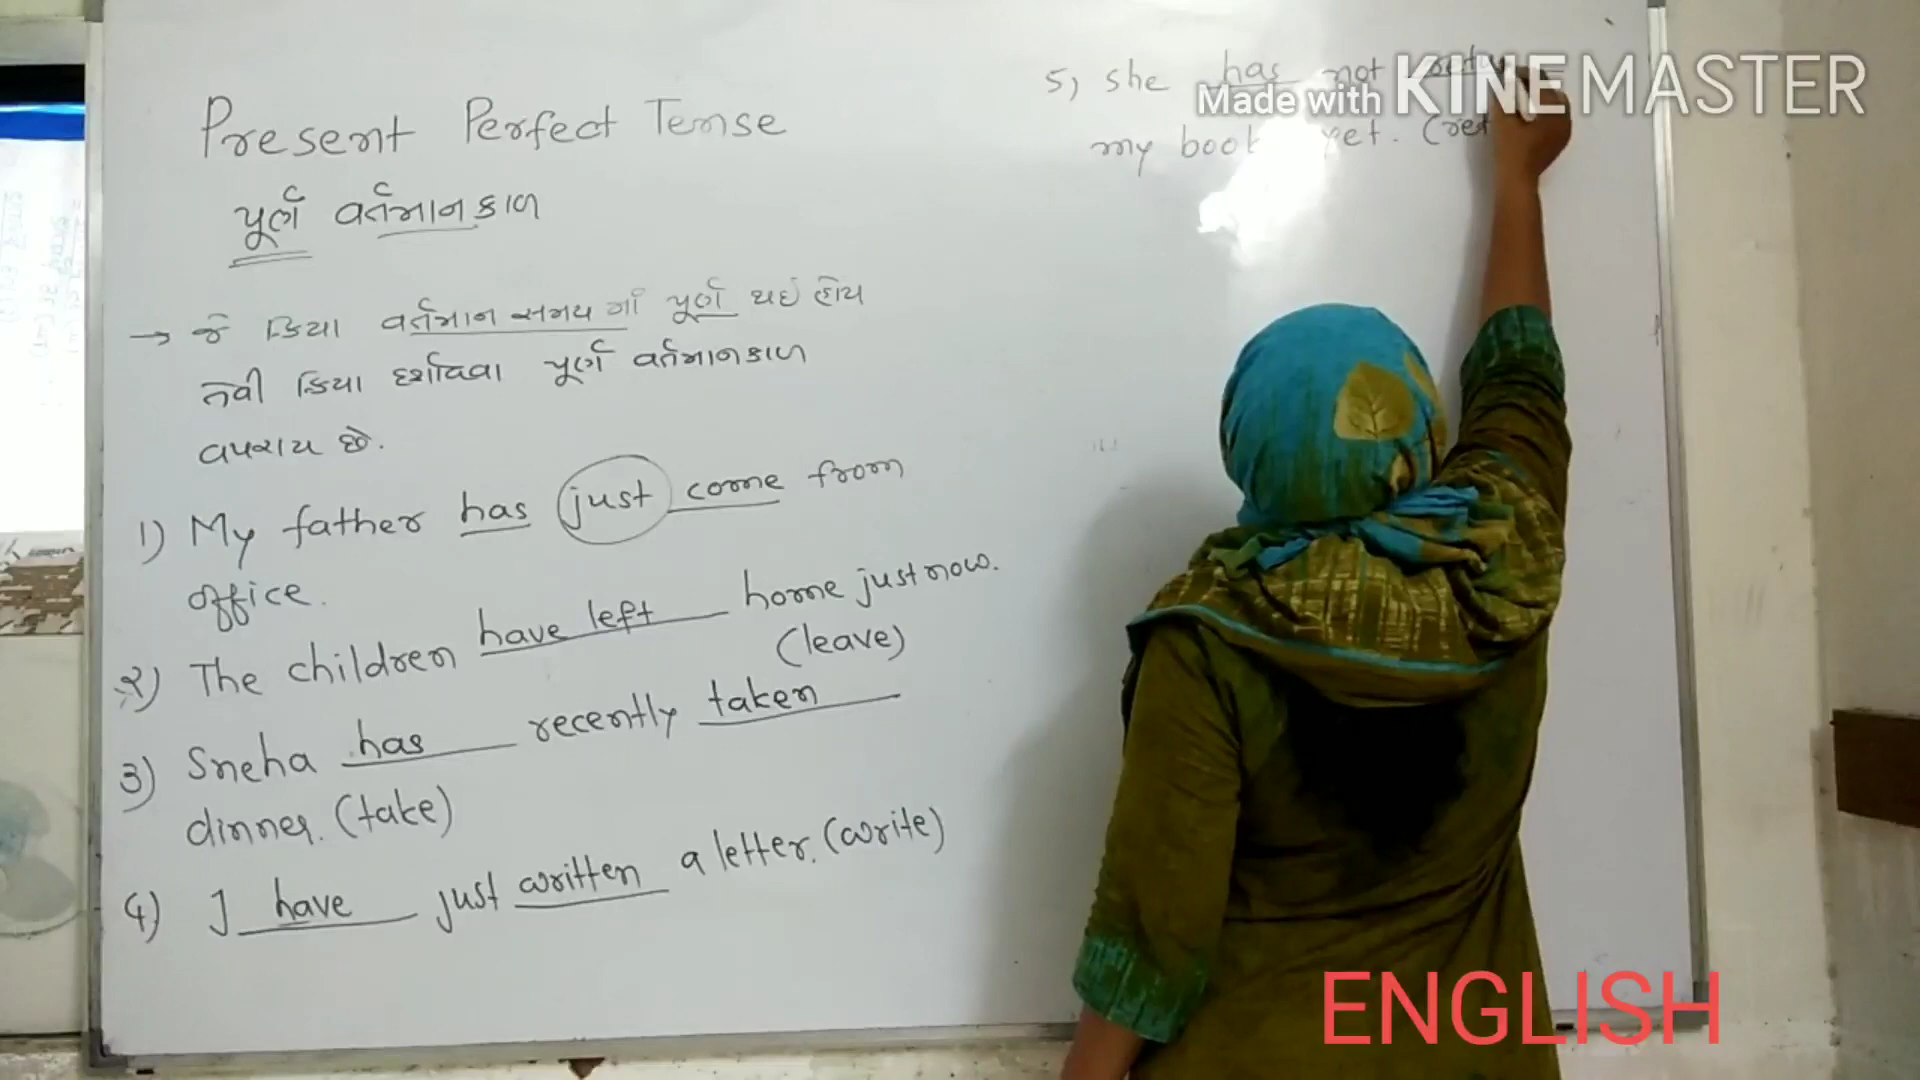 Present Perfect Tense
પૂર્ણ વર્તમાનકાળ
→ જે ક્રિયા વર્તમાન સમય માં પૂર્ણ થઇ હોય
તેવી ક્રિયા દર્શાવવા પૂર્ણ વર્તમાનકાળ
વપરાય છે.
1) My father has just come from
office.
૨) The children have left home just now.
(leave)
3) Sneha has recently taken
dinner. (take)
4) I have just written a letter. (write)
5) she has not
my book yet.
Made with KINEMASTER
ENGLISH